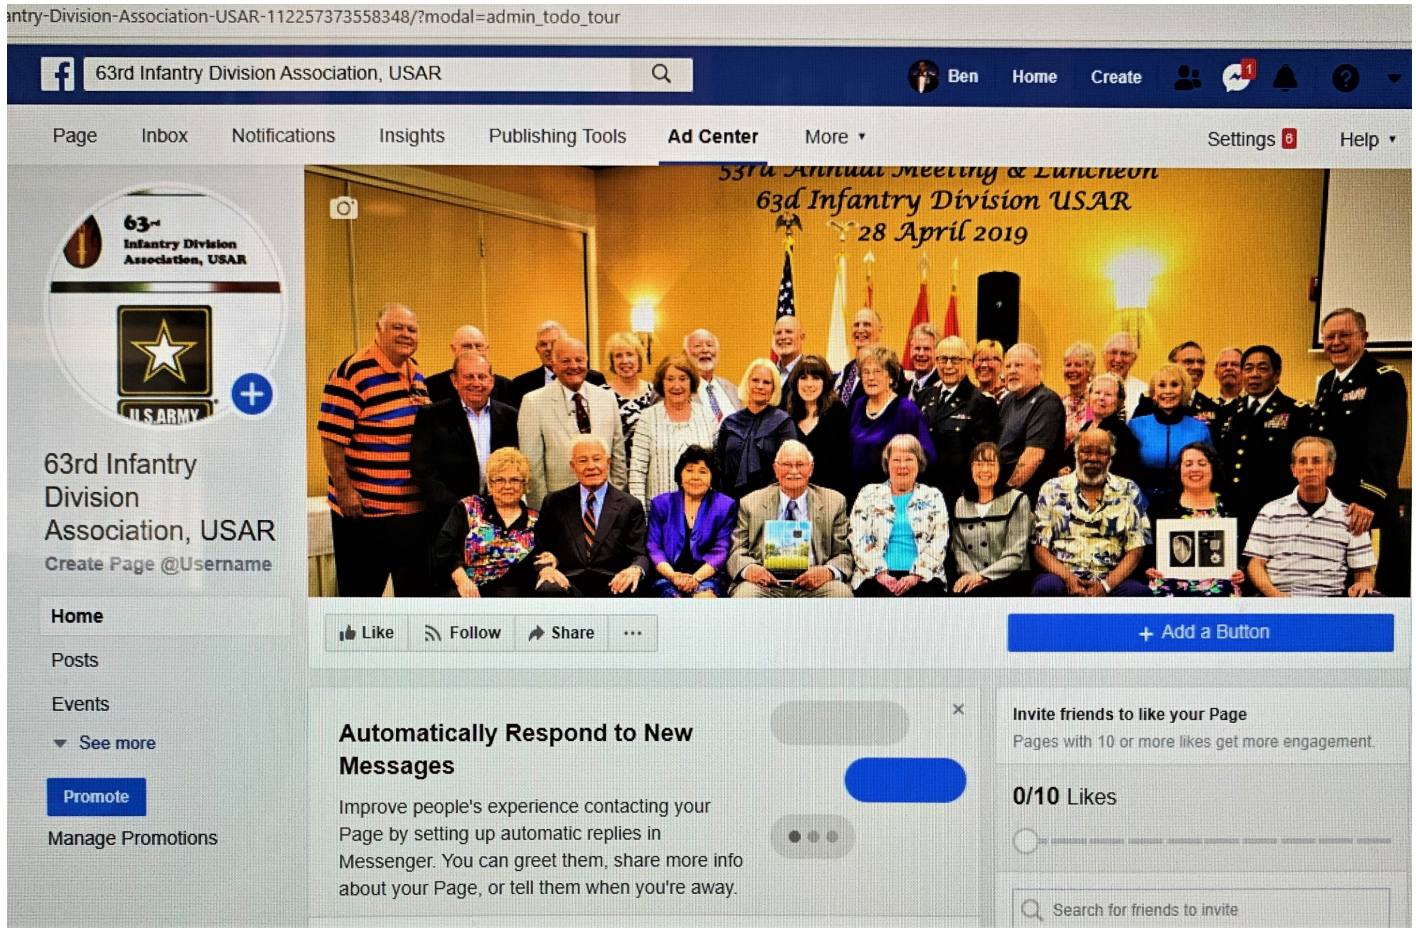 antry-Division-Association-USAR-112257373558348/?modal=admin_todo_tour
f
63rd Infantry Division Association, USAR
Ben
Home
Create
1
?
Page
Inbox
Notifications
Insights
Publishing Tools
Ad Center
More
Settings 6
Help
63rd
Infantry Division
Association, USAR
U.S.ARMY
53rd Annual Meeting & Luncheon
63d Infantry Division USAR
28 April 2019
63rd Infantry
Division
Association, USAR
Create Page @Username
Home
Posts
Events
See more
Promote
Manage Promotions
Like
Follow
Share
...
+ Add a Button
Automatically Respond to New
Messages
Improve people's experience contacting your
Page by setting up automatic replies in
Messenger. You can greet them, share more info
about your Page, or tell them when you're away.
Invite friends to like your Page
Pages with 10 or more likes get more engagement.
0/10 Likes
Search for friends to invite